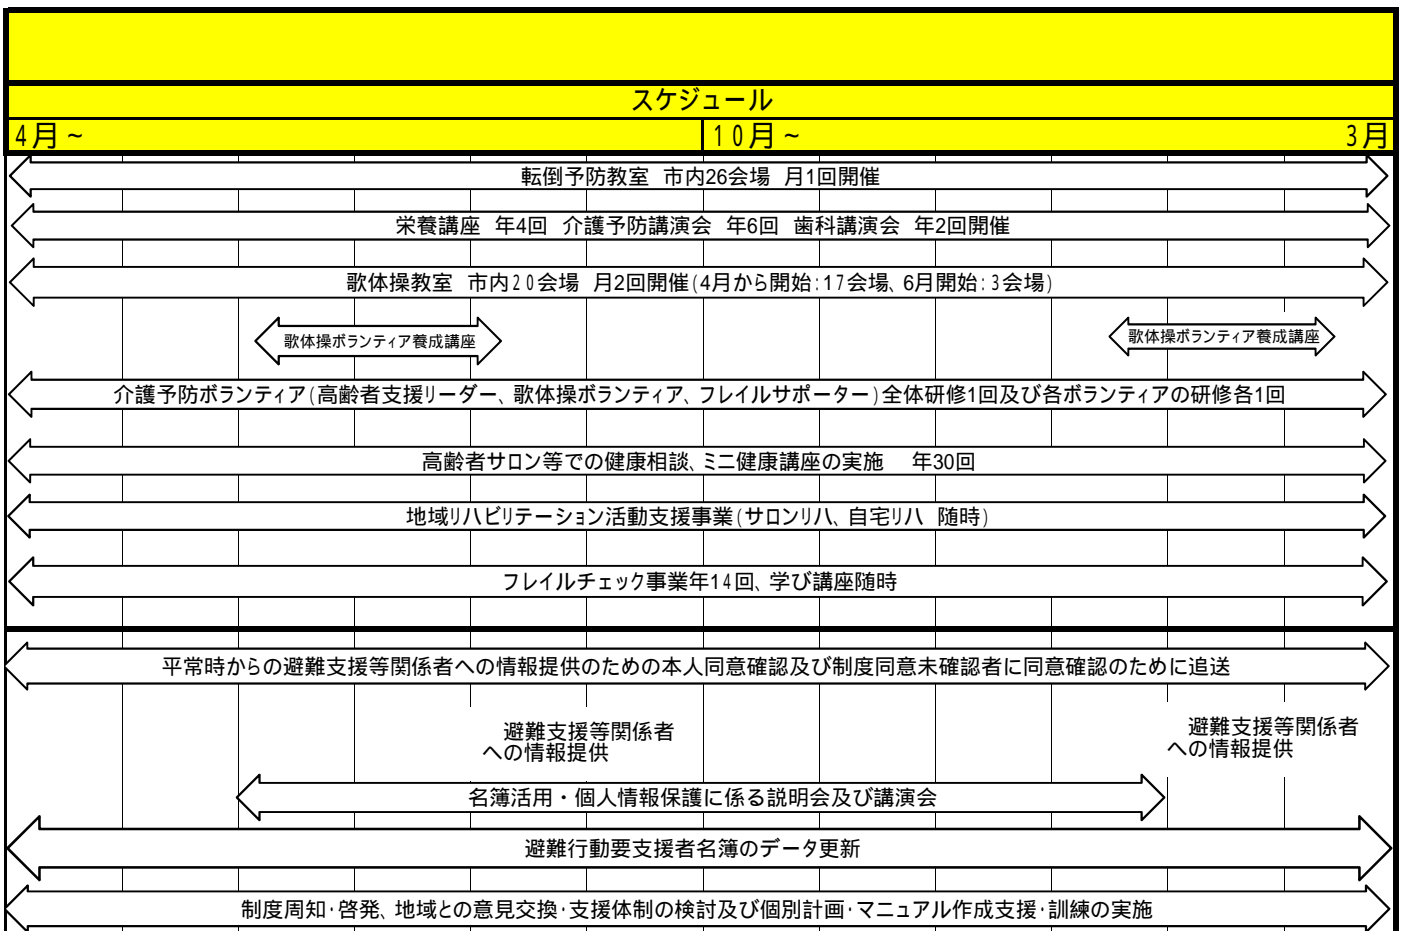 スケジュール
4月~
10月~
3月
転倒予防教室 市内26会場 月1回開催
栄養講座 年4回 介護予防講演会 年6回 歯科講演会 年2回開催
歌体操教室 市内20会場 月2回開催(4月から開始:17会場、6月開始:3会場)
歌体操ボランティア養成講座
歌体操ボランティア養成講座
介護予防ボランティア(高齢者支援リーダー、歌体操ボランティア、フレイルサポーター)全体研修1回及び各ボランティアの研修各1回
高齢者サロン等での健康相談、ミニ健康講座の実施 年30回
地域リハビリテーション活動支援事業(サロンリハ、自宅リハ 随時)
フレイルチェック事業年14回、学び講座随時
平常時からの避難支援等関係者への情報提供のための本人同意確認及び制度同意未確認者に同意確認のために追送
避難支援等関係者
への情報提供
避難支援等関係者
への情報提供
名簿活用・個人情報保護に係る説明会及び講演会
避難行動要支援者名簿のデータ更新
制度周知・啓発、地域との意見交換・支援体制の検討及び個別計画・マニュアル作成支援・訓練の実施